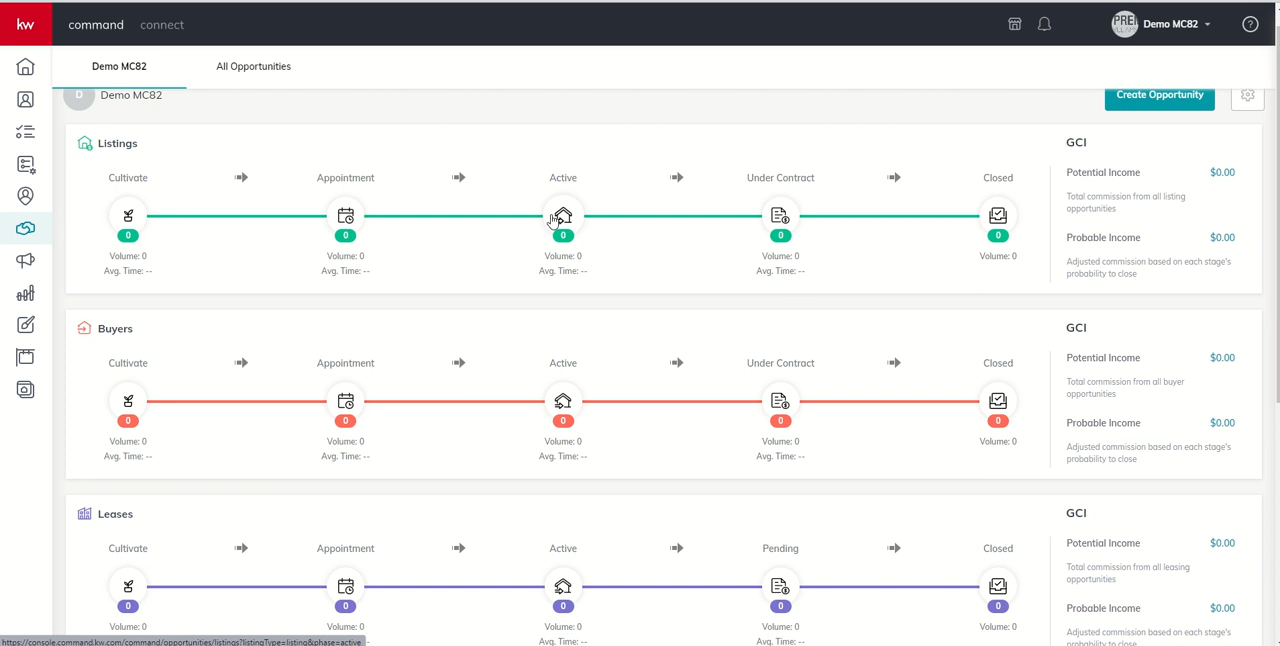 kw command connect PREI Demo MC82
Demo MC82 All Opportunities
D Demo MC82 Create Opportunity
Listings
Cultivate Appointment Active Under Contract Closed
0 0 0 0 0
Volume: 0 Volume: 0 Volume: 0 Volume: 0 Volume: 0
Avg. Time: -- Avg. Time: -- Avg. Time: -- Avg. Time: --
GCI
Potential Income $0.00
Total commission from all listing
opportunities
Probable Income $0.00
Adjusted commission based on each stage's
probability to close
Buyers
Cultivate Appointment Active Under Contract Closed
0 0 0 0 0
Volume: 0 Volume: 0 Volume: 0 Volume: 0 Volume: 0
Avg. Time: -- Avg. Time: -- Avg. Time: -- Avg. Time: --
GCI
Potential Income $0.00
Total commission from all buyer
opportunities
Probable Income $0.00
Adjusted commission based on each stage's
probability to close
Leases
Cultivate Appointment Active Pending Closed
0 0 0 0 0
Volume: 0 Volume: 0 Volume: 0 Volume: 0 Volume: 0
Avg. Time: -- Avg. Time: --
GCI
Potential Income $0.00
Total commission from all leasing
opportunities
Probable Income $0.00
Adjusted commission based on each stage's
probability to close
https://console.command.kw.com/command/opportunities/listings?listingType=listing&phase=active